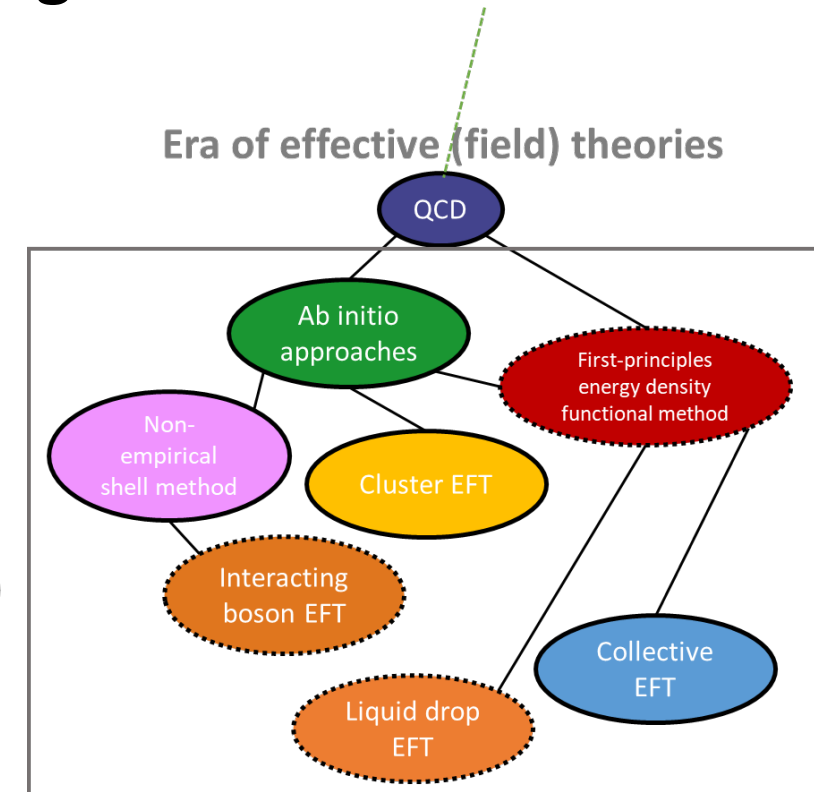 Era of effective (field) theories
QCD
Ab initio
approaches
First-principles
energy density
functional method
Non-
empirical
shell method
Cluster EFT
Interacting
boson EFT
Collective
EFT
Liquid drop
EFT